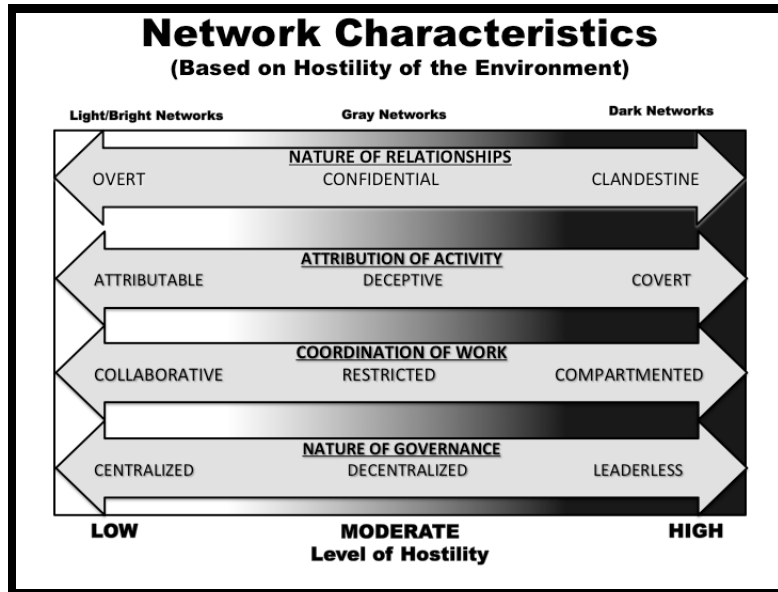 Network Characteristics
(Based on Hostility of the Environment)
Light/Bright Networks Gray Networks Dark Networks
NATURE OF RELATIONSHIPS
OVERT CONFIDENTIAL CLANDESTINE
ATTRIBUTION OF ACTIVITY
ATTRIBUTABLE DECEPTIVE COVERT
COORDINATION OF WORK
COLLABORATIVE RESTRICTED COMPARTMENTED
NATURE OF GOVERNANCE
CENTRALIZED DECENTRALIZED LEADERLESS
LOW MODERATE HIGH
Level of Hostility